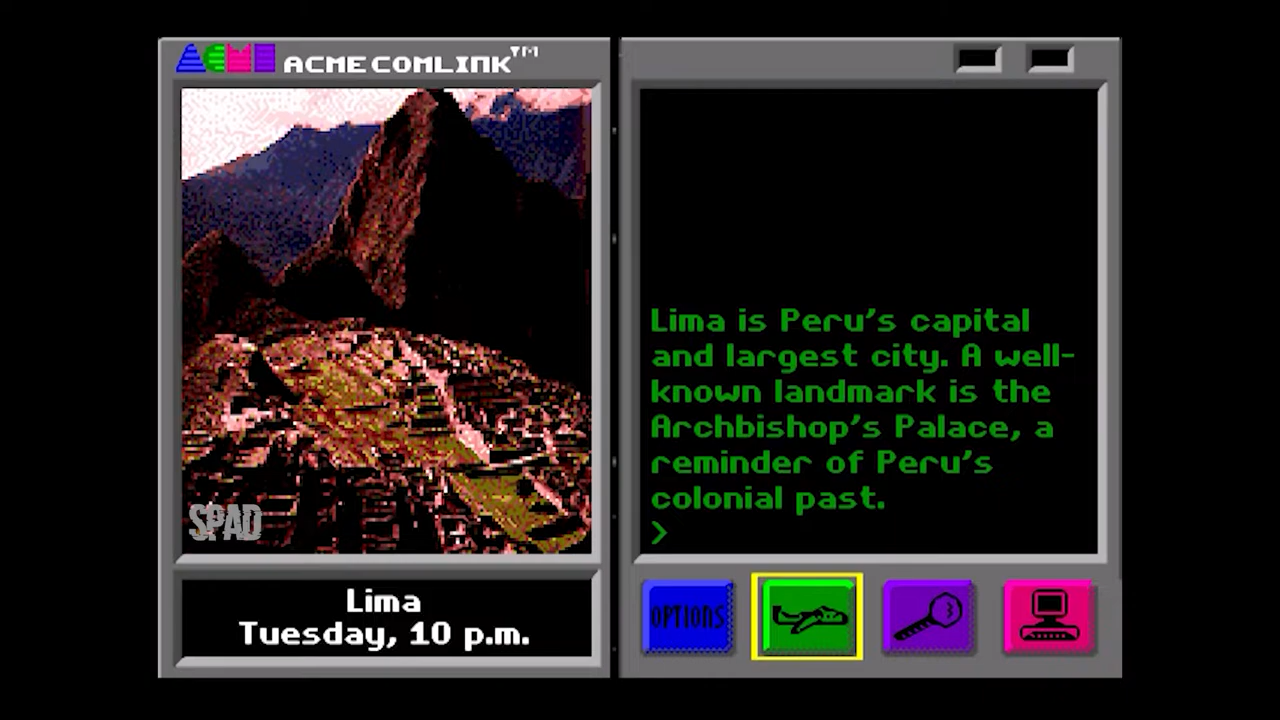 ACME ACME COMLINK™
Lima is Peru's capital
and largest city. A well-
known landmark is the
Archbishop's Palace, a
reminder of Peru's
colonial past.
>
SPAD
Lima
Tuesday, 10 p.m.
OPTIONS